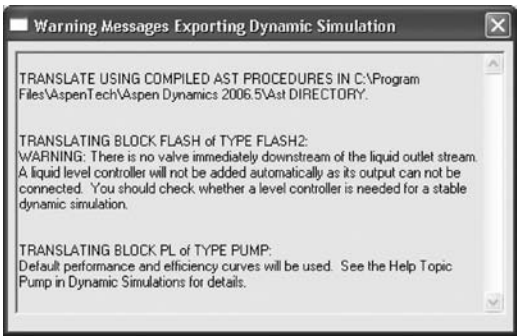 Warning Messages Exporting Dynamic Simulation
TRANSLATE USING COMPILED AST PROCEDURES IN C:\Program
Files\AspenTech\Aspen Dynamics 2006.5\Ast DIRECTORY.
TRANSLATING BLOCK FLASH of TYPE FLASH2:
WARNING: There is no valve immediately downstream of the liquid outlet stream.
A liquid level controller will not be added automatically as its output can not be
connected. You should check whether a level controller is needed for a stable
dynamic simulation.
TRANSLATING BLOCK PL of TYPE PUMP:
Default performance and efficiency curves will be used. See the Help Topic
Pump in Dynamic Simulations for details.